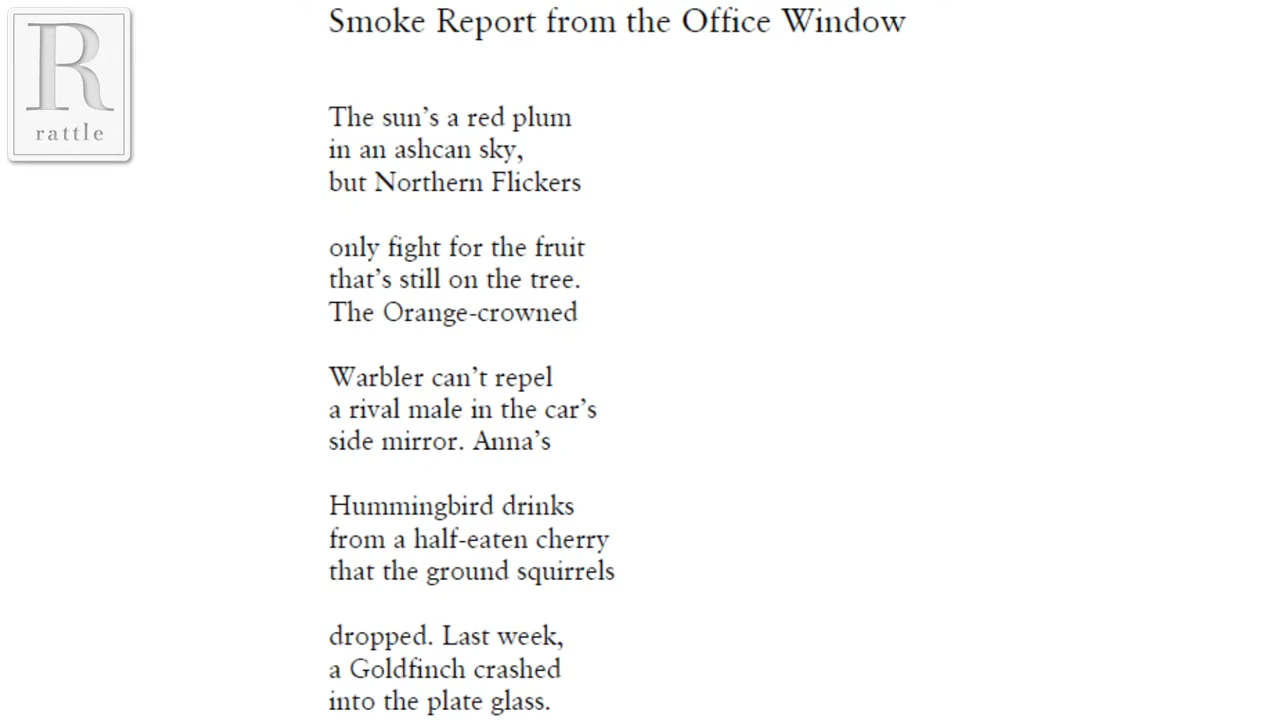 R
rattle
Smoke Report from the Office Window
The sun’s a red plum
in an ashcan sky,
but Northern Flickers
only fight for the fruit
that’s still on the tree.
The Orange-crowned
Warbler can’t repel
a rival male in the car’s
side mirror. Anna’s
Hummingbird drinks
from a half-eaten cherry
that the ground squirrels
dropped. Last week,
a Goldfinch crashed
into the plate glass.